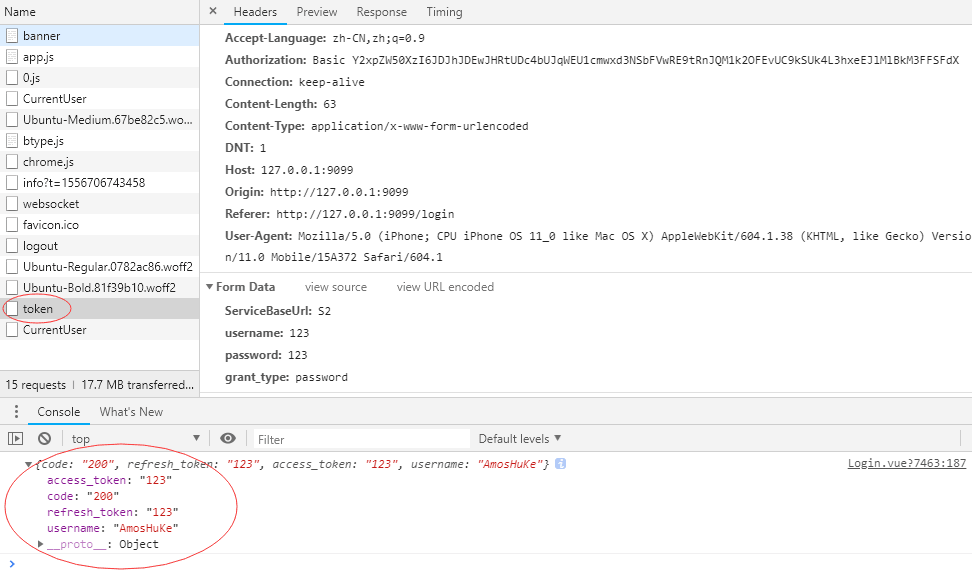 Name
banner
app.js
0.js
CurrentUser
Ubuntu-Medium.67be82c5.wo...
btype.js
chrome.js
info?t=1556706743458
websocket
favicon.ico
logout
Ubuntu-Regular.0782ac86.woff2
Ubuntu-Bold.81f39b10.woff2
token
CurrentUser
15 requests | 17.7 MB transferred...
× Headers Preview Response Timing
Accept-Language: zh-CN,zh;q=0.9
Authorization: Basic Y2xpZW50XzI6JDJhJDEwJHRtUDc4bUJqWEU1cmwxd3NSbFVwRE9tRnJQM1k2OFEvUC9kSUk4L3hxeEJlMlBkM3FFSFdX
Connection: keep-alive
Content-Length: 63
Content-Type: application/x-www-form-urlencoded
DNT: 1
Host: 127.0.0.1:9099
Origin: http://127.0.0.1:9099
Referer: http://127.0.0.1:9099/login
User-Agent: Mozilla/5.0 (iPhone; CPU iPhone OS 11_0 like Mac OS X) AppleWebKit/604.1.38 (KHTML, like Gecko) Versio
n/11.0 Mobile/15A372 Safari/604.1
Form Data view source view URL encoded
ServiceBaseUrl: S2
username: 123
password: 123
grant_type: password
Console What's New
top Filter Default levels
{code: "200", refresh_token: "123", access_token: "123", username: "AmosHuKe"} i Login.vue?7463:187
access_token: "123"
code: "200"
refresh_token: "123"
username: "AmosHuKe"
__proto__: Object